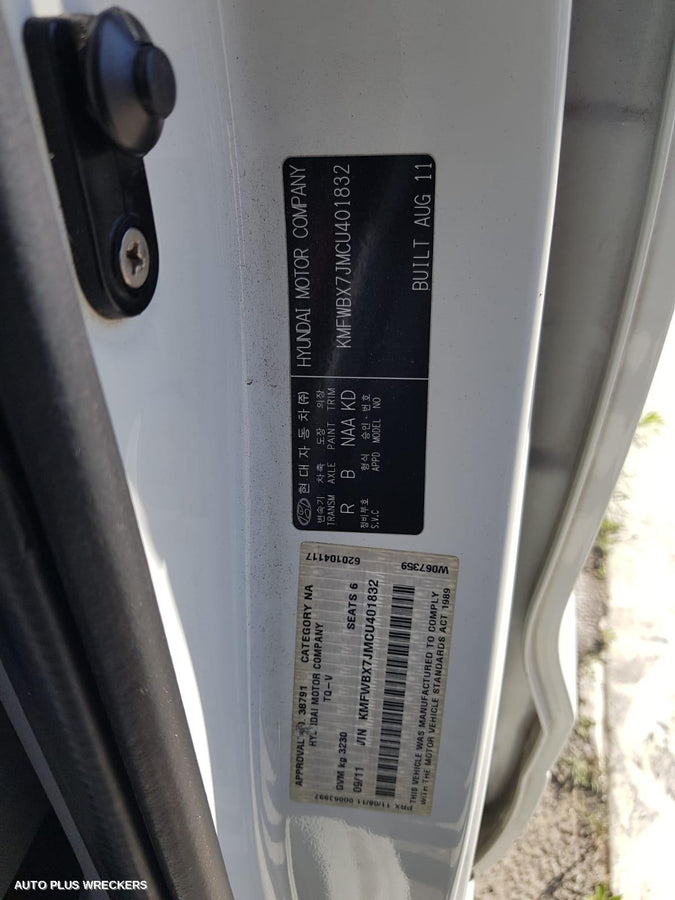 HYUNDAI MOTOR COMPANY
현대자동차(주)
KMFWBX7JMCU401832
BUILT AUG 11
변속기 차축 도장 외장
TRANSM AXLE PAINT TRIM
R B NAA KD
정비부호 형식 승인·번호
S.V.C APPD MODEL NO
620104117
W067359
APPROVAL NO. 38791 CATEGORY NA
HYUNDAI MOTOR COMPANY
TQ-V
GVM kg 3230 SEATS 6
09/11 VIN KMFWBX7JMCU401832
THIS VEHICLE WAS MANUFACTURED TO COMPLY
WITH THE MOTOR VEHICLE STANDARDS ACT 1989
AUTO PLUS WRECKERS